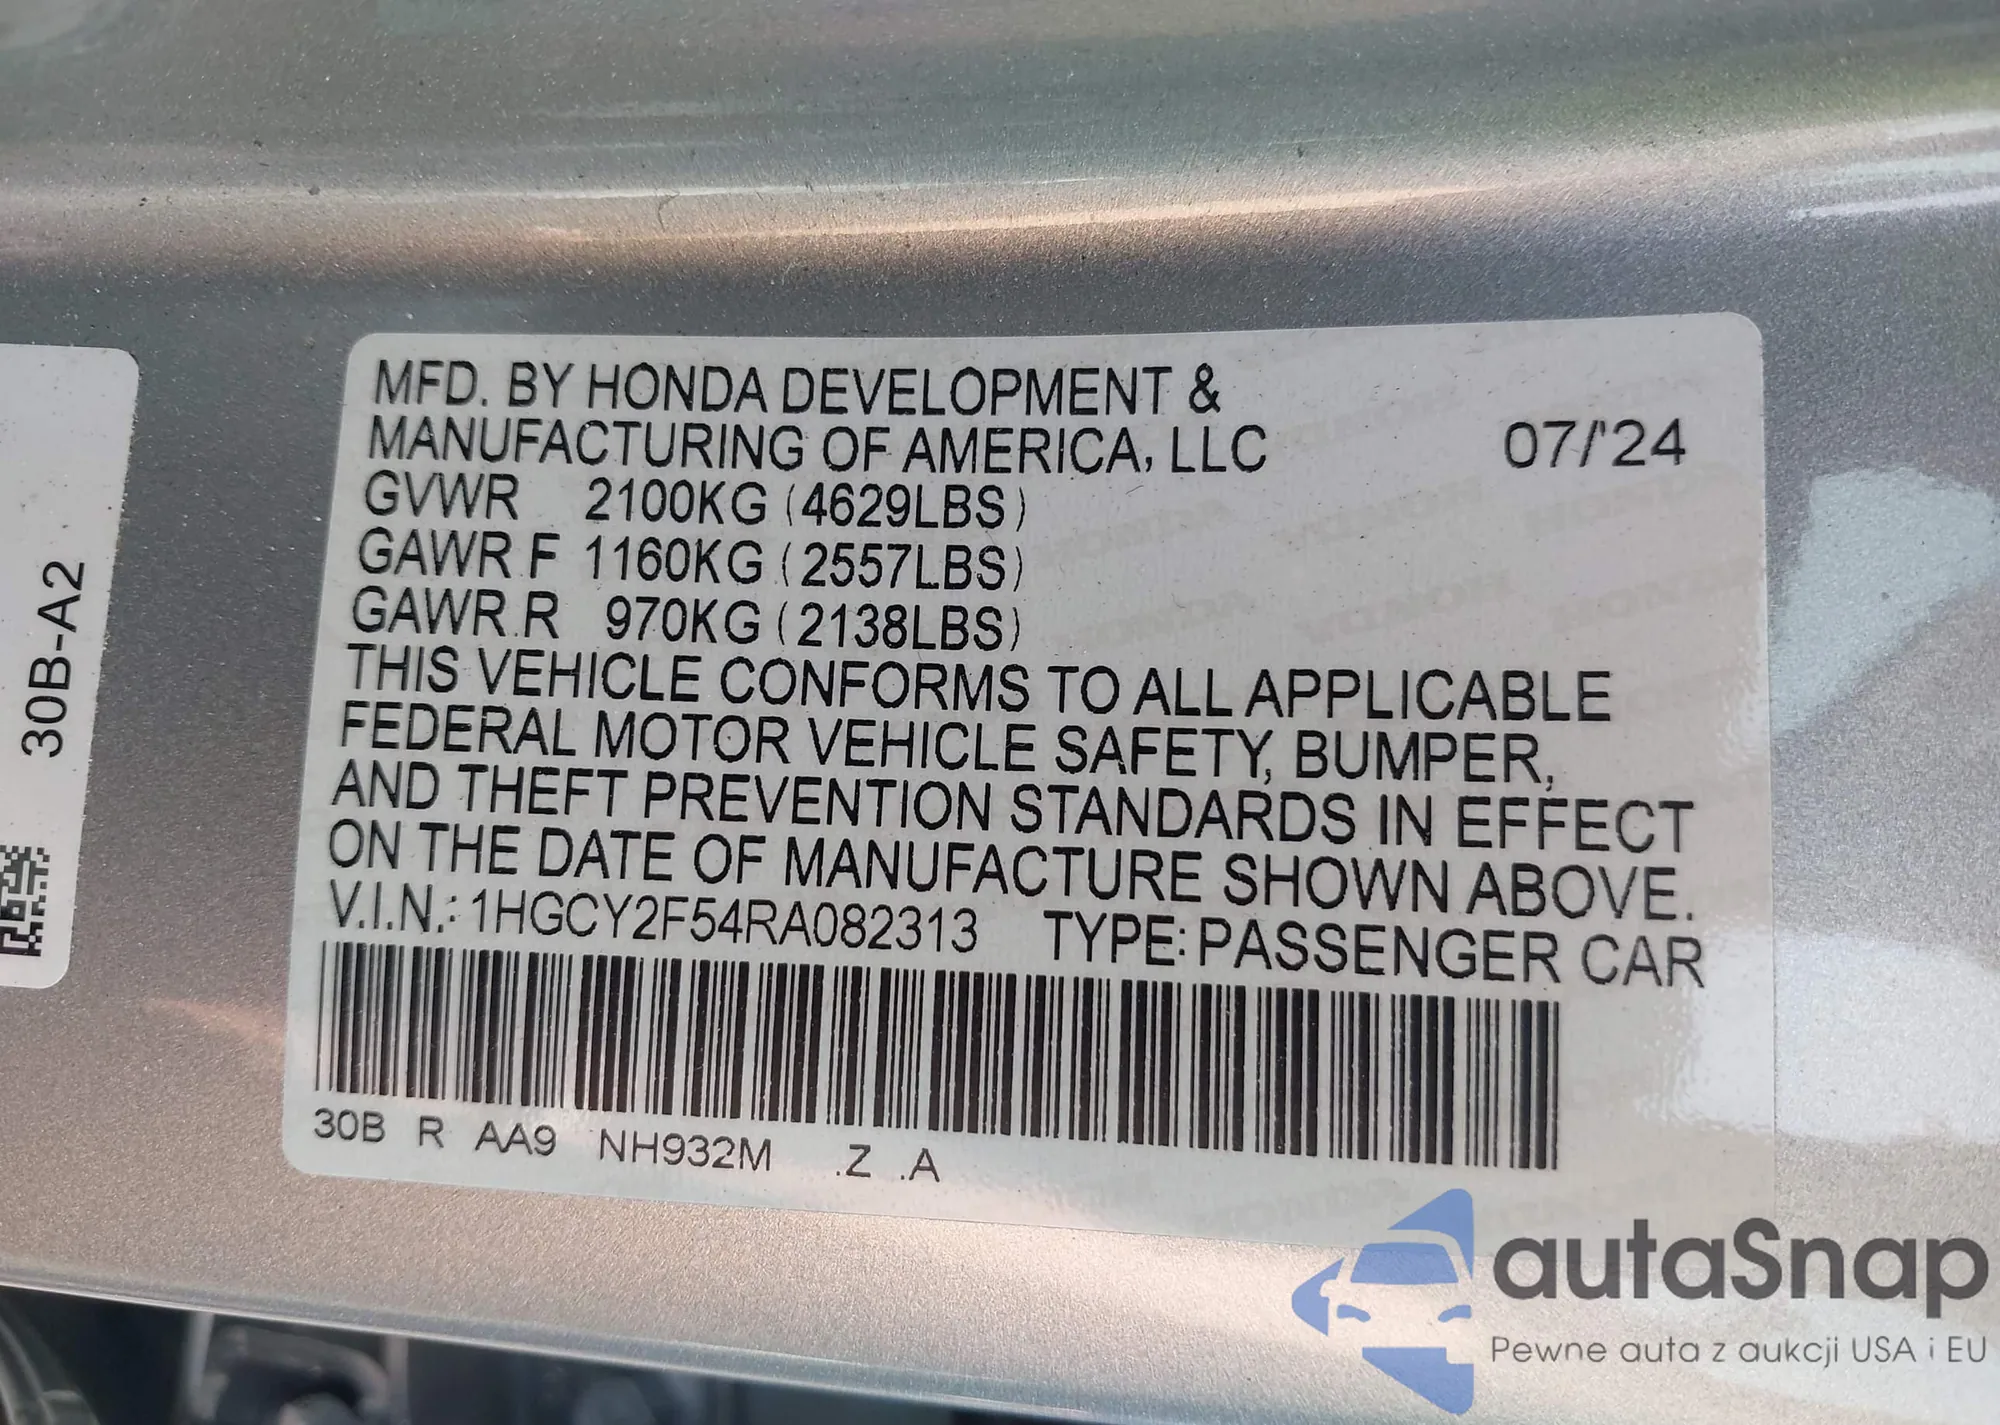 MFD. BY HONDA DEVELOPMENT &
MANUFACTURING OF AMERICA, LLC 07/'24
GVWR 2100KG (4629LBS)
GAWR F 1160KG (2557LBS)
GAWR R 970KG (2138LBS)
THIS VEHICLE CONFORMS TO ALL APPLICABLE
FEDERAL MOTOR VEHICLE SAFETY, BUMPER,
AND THEFT PREVENTION STANDARDS IN EFFECT
ON THE DATE OF MANUFACTURE SHOWN ABOVE.
V.I.N.: 1HGCY2F54RA082313 TYPE: PASSENGER CAR
30B R AA9 NH932M .Z .A
30B-A2
autaSnap
Pewne auta z aukcji USA i EU